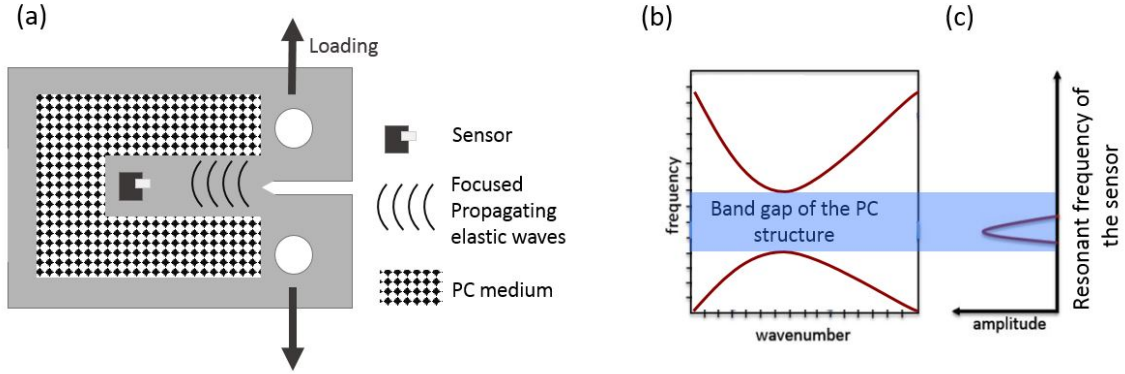 (a)
Loading
Sensor
Focused
Propagating
elastic waves
PC medium
(b)
frequency
Band gap of the PC
structure
wavenumber
(c)
amplitude
Resonant frequency of
the sensor